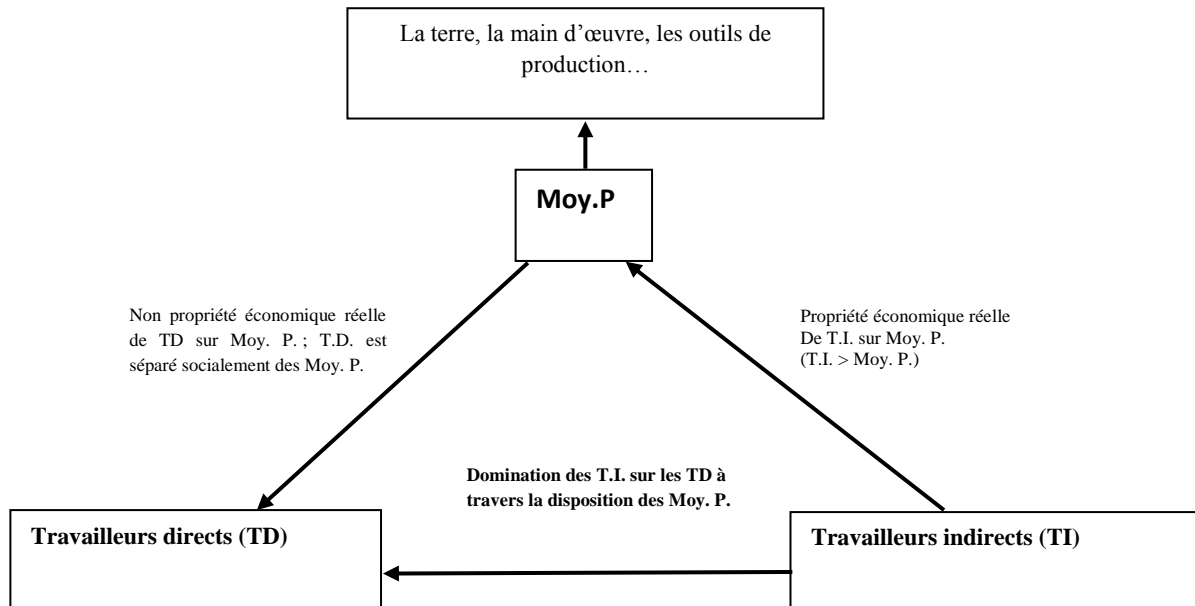 La terre, la main d’œuvre, les outils de
production…
Moy.P
Non propriété économique réelle
de TD sur Moy. P. ; T.D. est
séparé socialement des Moy. P.
Propriété économique réelle
De T.I. sur Moy. P.
(T.I. > Moy. P.)
Domination des T.I. sur les TD à
travers la disposition des Moy. P.
Travailleurs directs (TD)
Travailleurs indirects (TI)